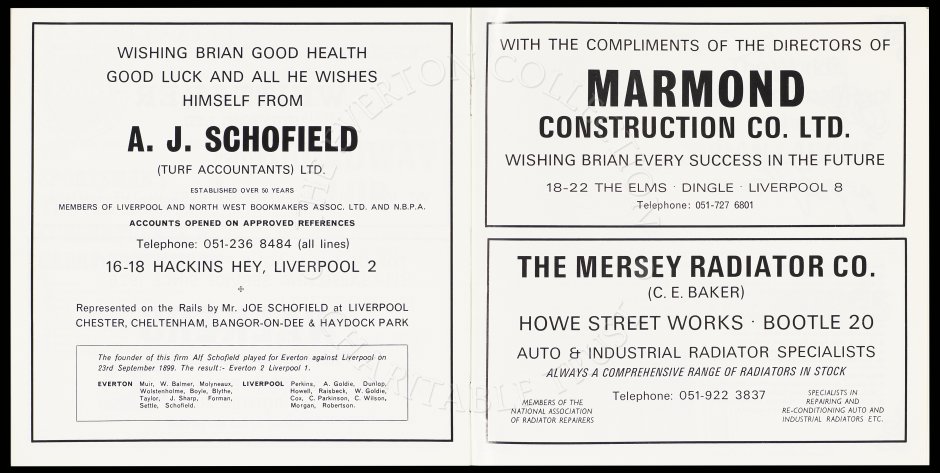 WISHING BRIAN GOOD HEALTH
GOOD LUCK AND ALL HE WISHES
HIMSELF FROM
A. J. SCHOFIELD
(TURF ACCOUNTANTS) LTD.
ESTABLISHED OVER 50 YEARS
MEMBERS OF LIVERPOOL AND NORTH WEST BOOKMAKERS ASSOC. LTD. AND N.B.P.A.
ACCOUNTS OPENED ON APPROVED REFERENCES
Telephone: 051-236 8484 (all lines)
16-18 HACKINS HEY, LIVERPOOL 2
Represented on the Rails by Mr. JOE SCHOFIELD at LIVERPOOL
CHESTER, CHELTENHAM, BANGOR-ON-DEE & HAYDOCK PARK
The founder of this firm Alf Schofield played for Everton against Liverpool on
23rd September 1899. The result:- Everton 2 Liverpool 1.
EVERTON Muir, W. Balmer, Molyneaux,
Wolstenholme, Boyle, Blythe,
Taylor, J. Sharp, Forman,
Settle, Schofield.
LIVERPOOL Perkins, A. Goldie, Dunlop,
Howell, Raisbeck, W. Goldie,
Cox, C. Parkinson, C. Wilson,
Morgan, Robertson.
WITH THE COMPLIMENTS OF THE DIRECTORS OF
MARMOND
CONSTRUCTION CO. LTD.
WISHING BRIAN EVERY SUCCESS IN THE FUTURE
18-22 THE ELMS · DINGLE · LIVERPOOL 8
Telephone: 051-727 6801
THE MERSEY RADIATOR CO.
(C. E. BAKER)
HOWE STREET WORKS · BOOTLE 20
AUTO & INDUSTRIAL RADIATOR SPECIALISTS
ALWAYS A COMPREHENSIVE RANGE OF RADIATORS IN STOCK
Telephone: 051-922 3837
MEMBERS OF THE
NATIONAL ASSOCIATION
OF RADIATOR REPAIRERS
SPECIALISTS IN
REPAIRING AND
RE-CONDITIONING AUTO AND
INDUSTRIAL RADIATORS ETC.
THE EVERTON COLLECTION
CHARITABLE